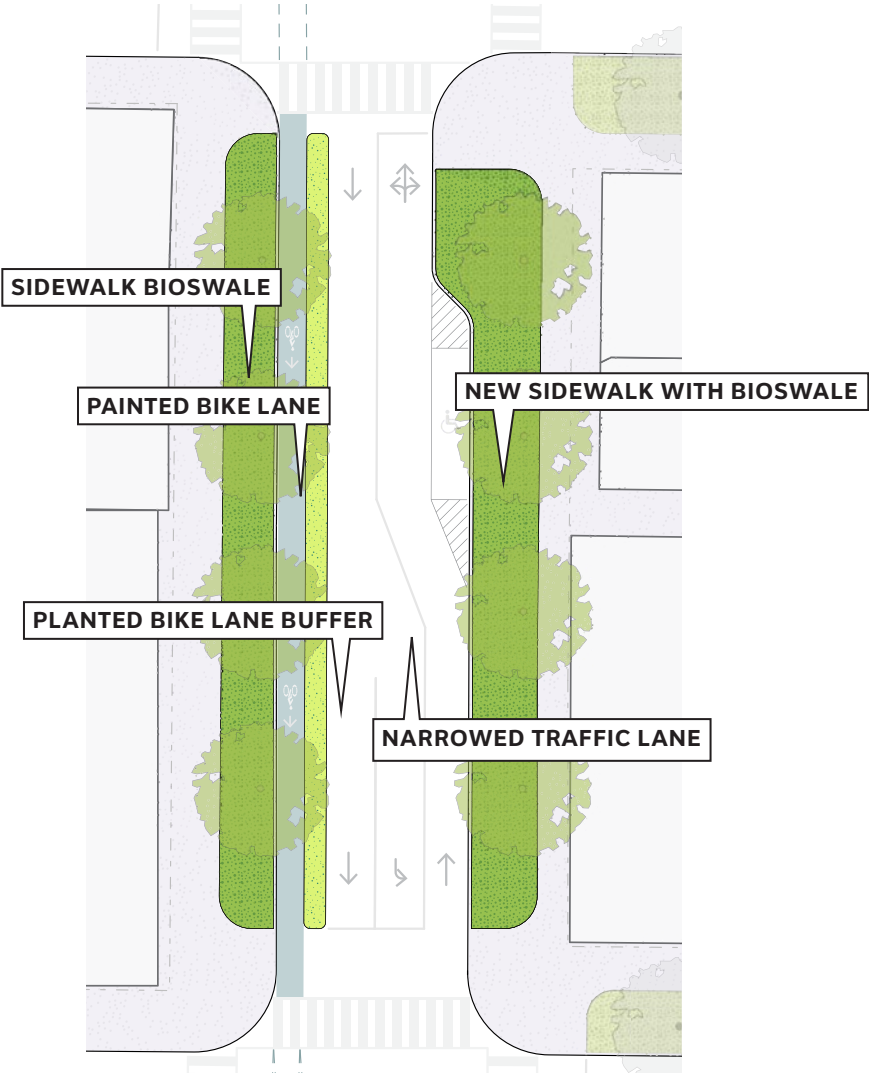 SIDEWALK BIOSWALE
NEW SIDEWALK WITH BIOSWALE
PAINTED BIKE LANE
PLANTED BIKE LANE BUFFER
NARROWED TRAFFIC LANE